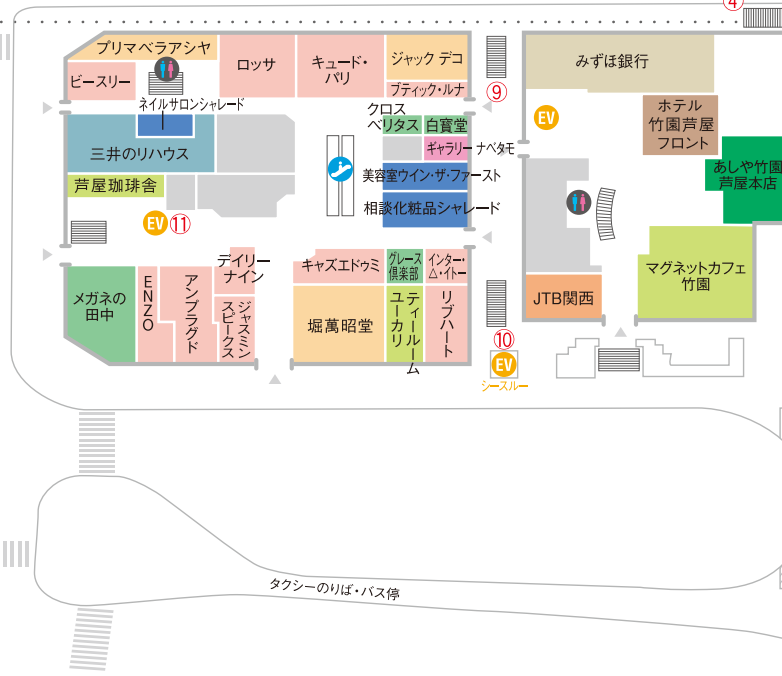 ④
プリマベラアシヤ
ロッサ
キュード・
パリ
ジャック デコ
みずほ銀行
ビースリー
ブティック・ルナ
⑨
ネイルサロンシャレード
クロス
ベリタス
白寳堂
EV
ホテル
竹園芦屋
フロント
三井のリハウス
ギャラリー ナベタモ
美容室ウイン・ザ・ファースト
あしや竹園
芦屋本店
芦屋珈琲舎
相談化粧品シャレード
EV
⑪
デイリー
ナイン
キャズエドゥミ
グレース
倶楽部
インター・
ム・イトー
マグネットカフェ
竹園
メガネの
田中
ENZO
アンプラグド
ジャスミン
スピークス
堀萬昭堂
ティールーム
ユーカリ
リブハート
JTB関西
⑩
EV
シースルー
タクシーのりば・バス停